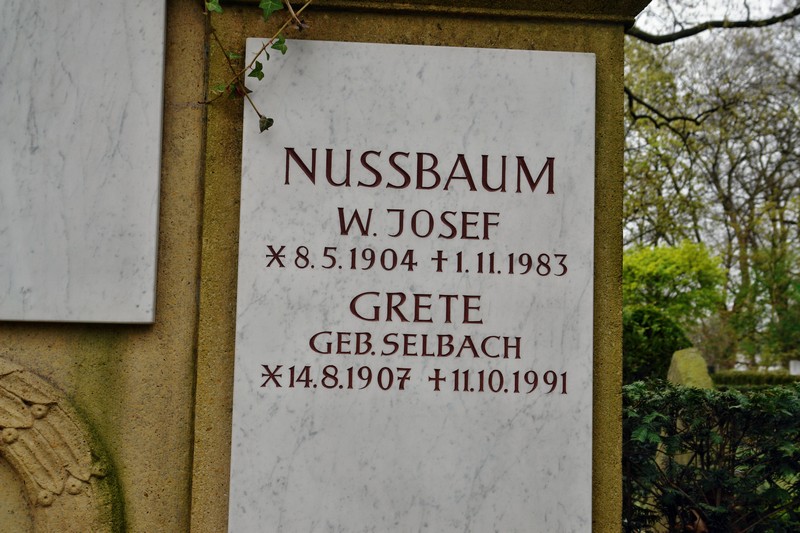 NUSSBAUM
W. JOSEF
* 8.5.1904 † 1.11.1983
GRETE
GEB. SELBACH
* 14.8.1907 † 11.10.1991